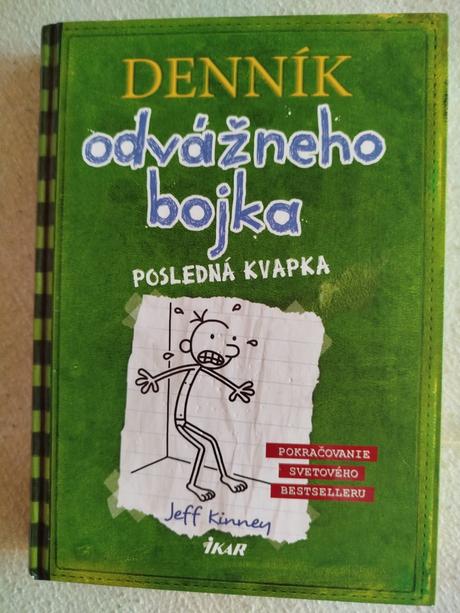 DENNÍK
odvážneho
bojka
POSLEDNÁ KVAPKA
POKRAČOVANIE
SVETOVÉHO
BESTSELLERU
Jeff Kinney
IKAR